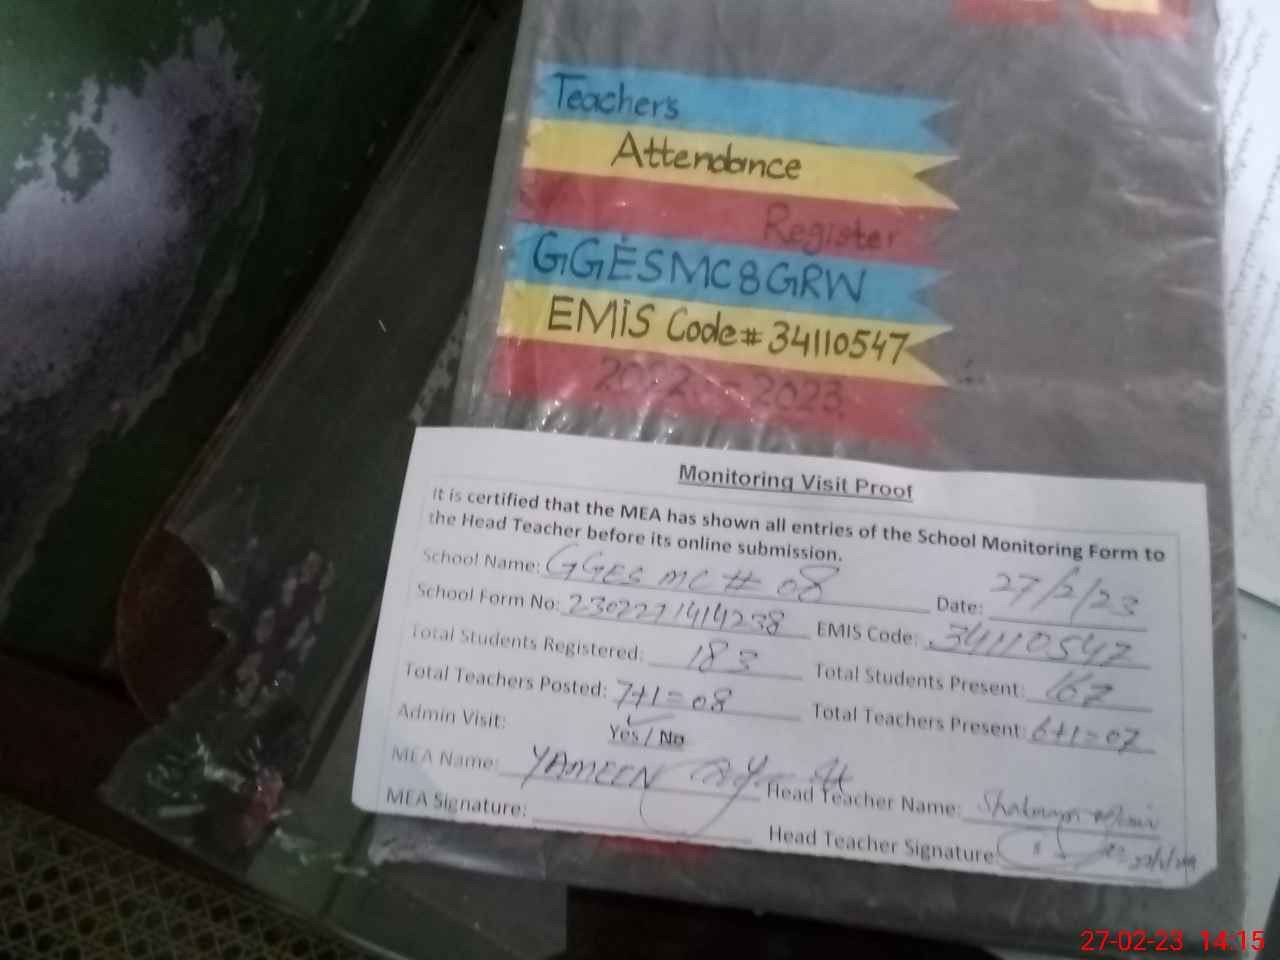 Teachers
Attendance
Register
GGESMC8GRW
EMIS Code # 34110547
2023
Monitoring Visit Proof
It is certified that the MEA has shown all entries of the School Monitoring Form to
the Head Teacher before its online submission.
School Name: GGES MC # 08 Date: 27/2/23
School Form No: 230227141423​8 EMIS Code: 34110547
Total Students Registered: 183 Total Students Present: 167
Total Teachers Posted: 7+1=08 Total Teachers Present: 6+1=07
Admin Visit: Yes / No
MEA Name: YAMEEN Head Teacher Name:
MEA Signature: Head Teacher Signature:
27-02-23 14:15